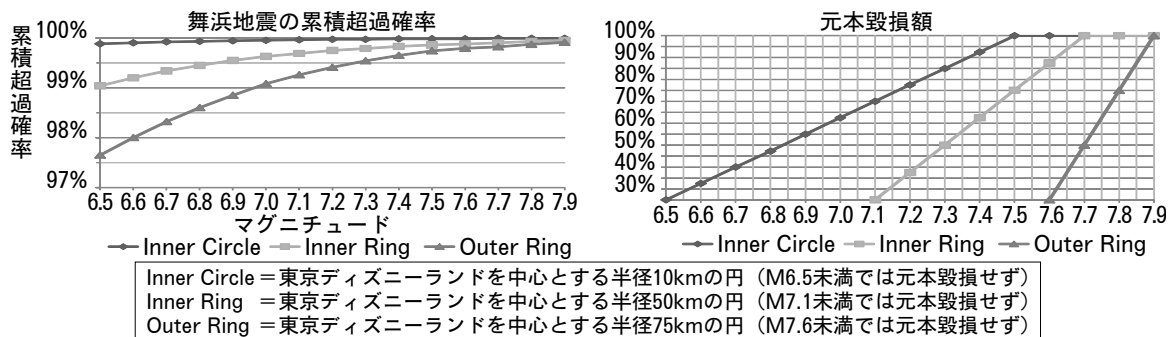 舞浜地震の累積超過確率
累積超過確率
100%
99%
98%
97%
6.5 6.6 6.7 6.8 6.9 7.0 7.1 7.2 7.3 7.4 7.5 7.6 7.7 7.8 7.9
マグニチュード
Inner Circle Inner Ring Outer Ring
元本毀損額
100%
90%
80%
70%
60%
50%
40%
30%
6.5 6.6 6.7 6.8 6.9 7.0 7.1 7.2 7.3 7.4 7.5 7.6 7.7 7.8 7.9
Inner Circle Inner Ring Outer Ring
Inner Circle =東京ディズニーランドを中心とする半径10kmの円(M6.5未満では元本毀損せず)
Inner Ring =東京ディズニーランドを中心とする半径50kmの円(M7.1未満では元本毀損せず)
Outer Ring =東京ディズニーランドを中心とする半径75kmの円(M7.6未満では元本毀損せず)